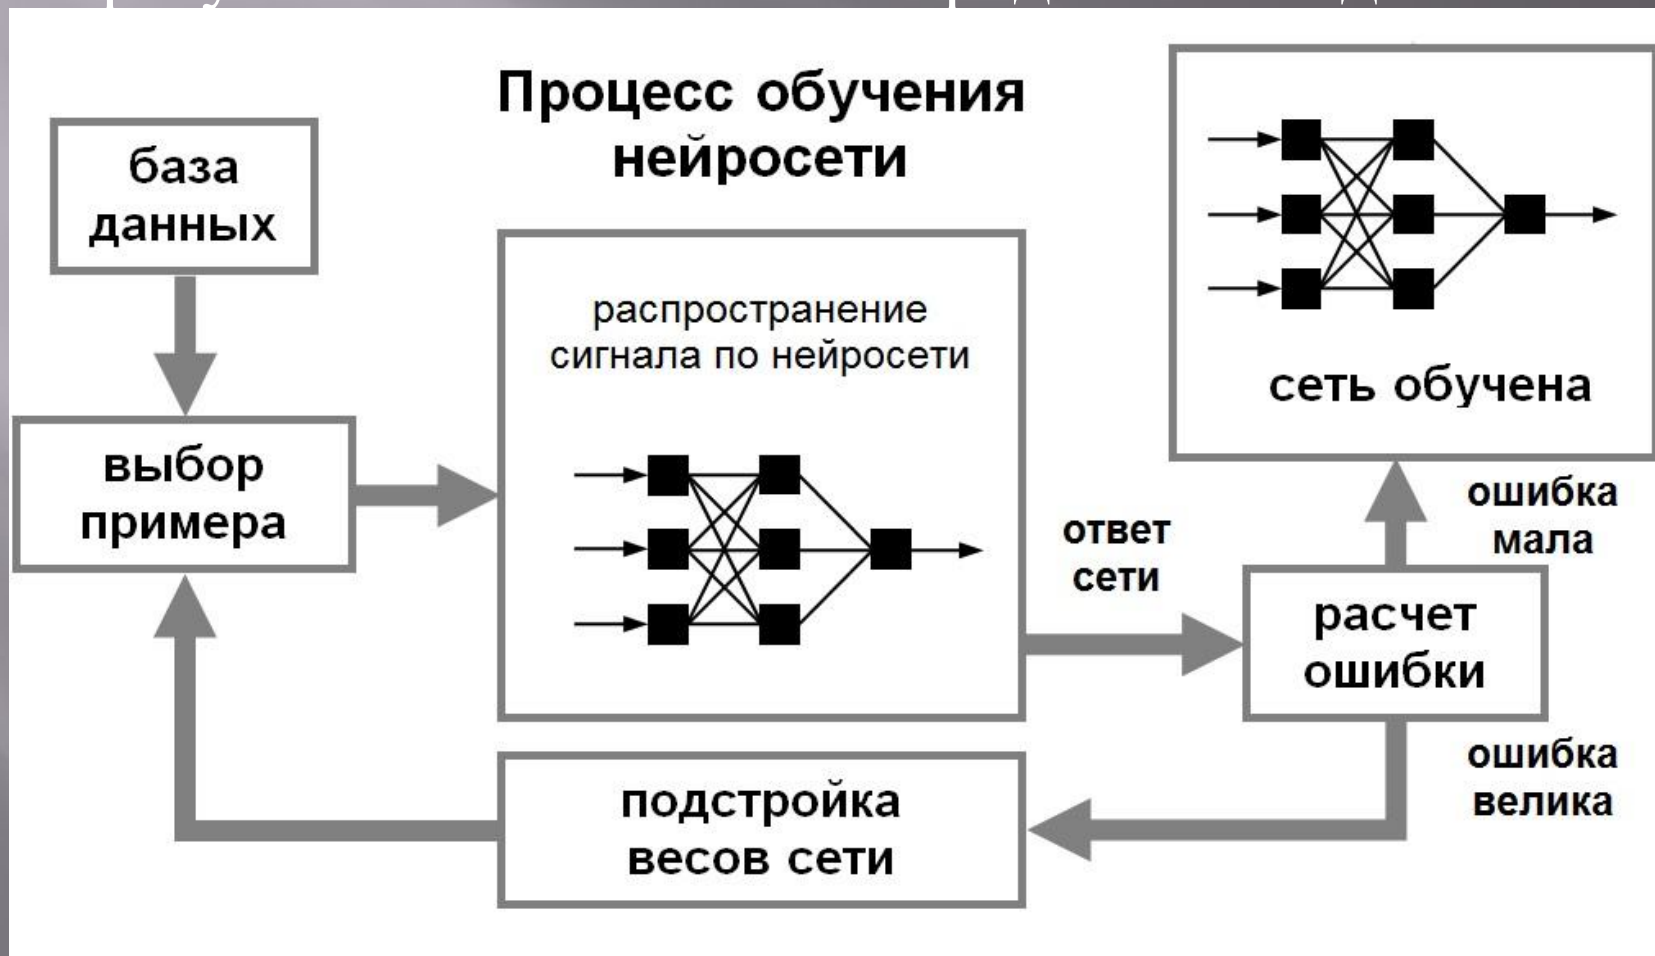 Процесс обучения
нейросети
база
данных
выбор
примера
распространение
сигнала по нейросети
ответ
сети
расчет
ошибки
ошибка
мала
сеть обучена
ошибка
велика
подстройка
весов сети